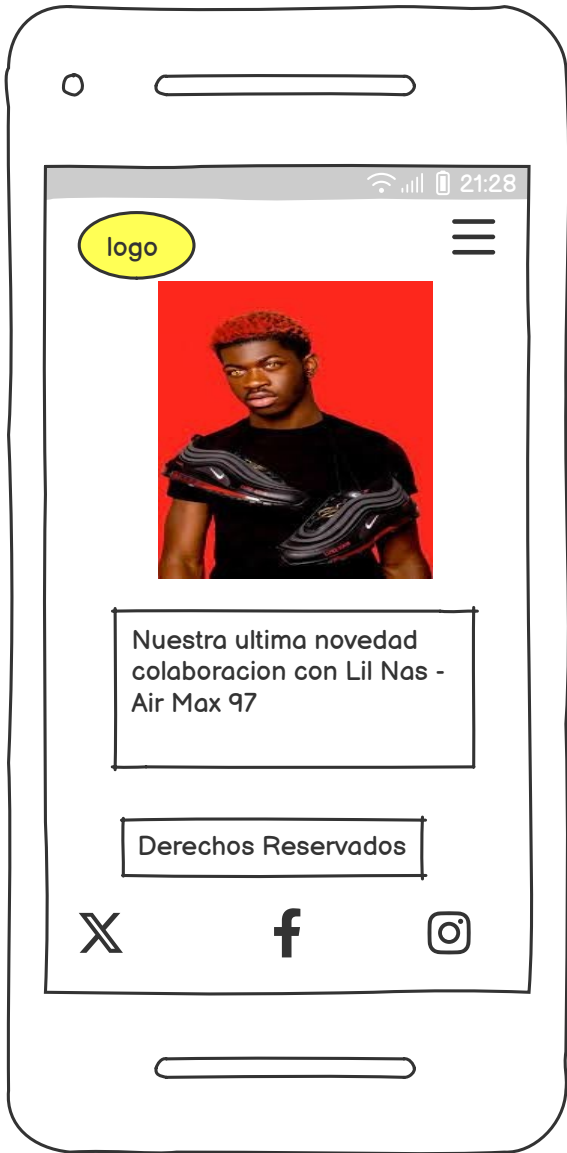 21:28
logo
Nuestra ultima novedad
colaboracion con Lil Nas -
Air Max 97
Derechos Reservados